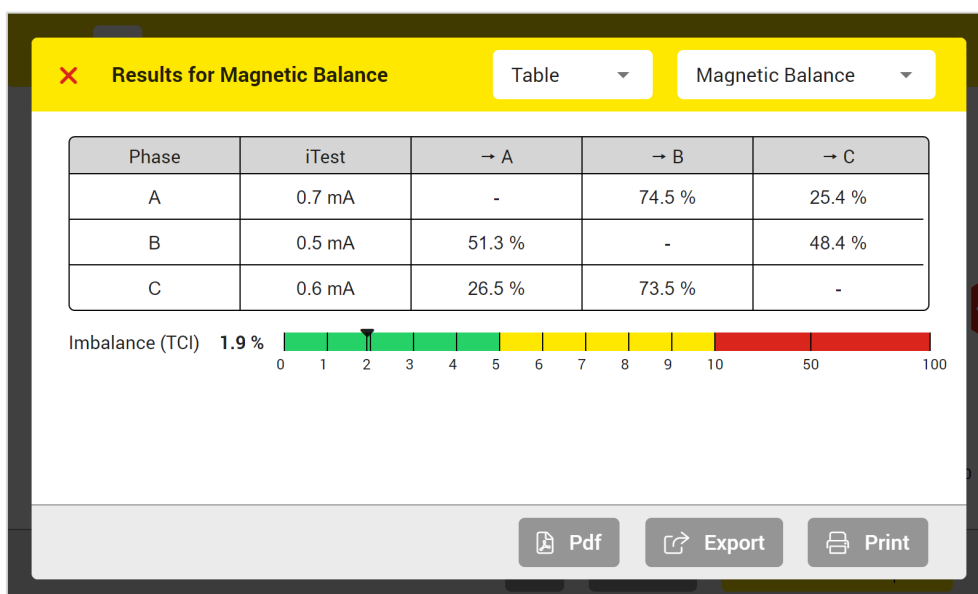 Results for Magnetic Balance Table Magnetic Balance
Phase iTest → A → B → C
A 0.7 mA - 74.5 % 25.4 %
B 0.5 mA 51.3 % - 48.4 %
C 0.6 mA 26.5 % 73.5 % -
Imbalance (TCI) 1.9 %
0 1 2 3 4 5 6 7 8 9 10 50 100
Pdf Export Print